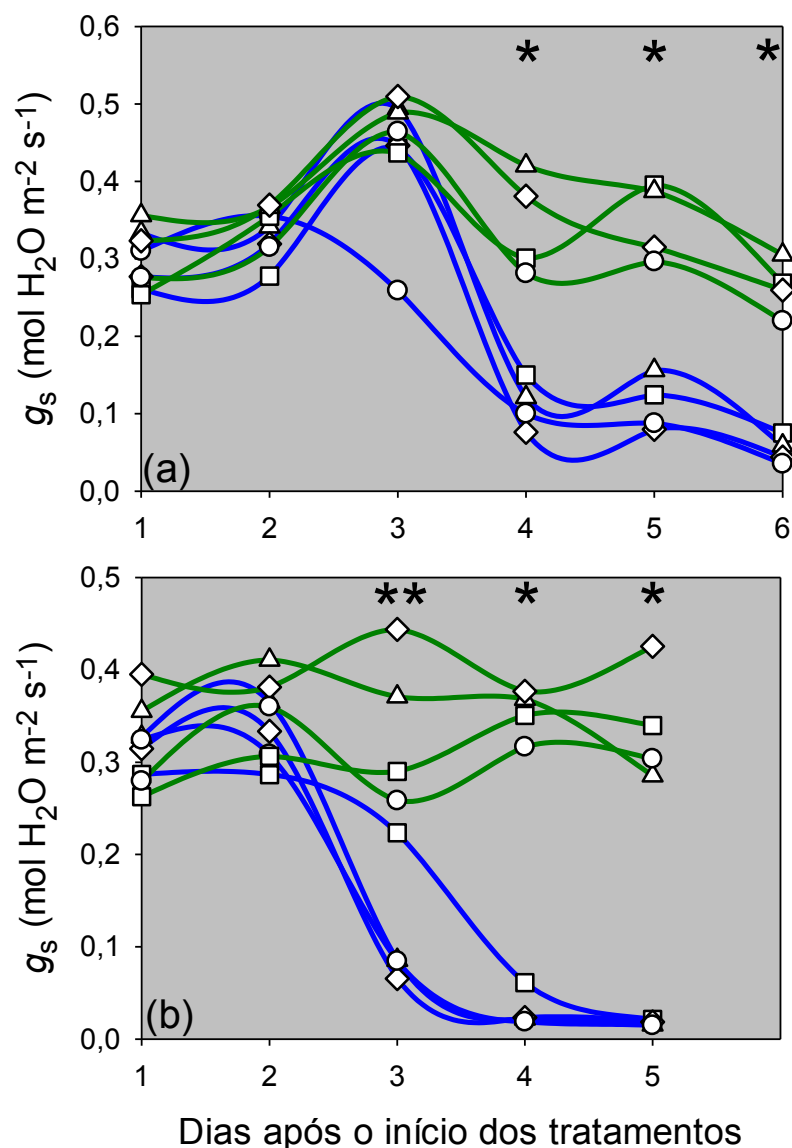 0,6
0,5
0,4
0,3
0,2
0,1
0,0
gs (mol H2O m-2 s-1)
* * *
(a)
1 2 3 4 5 6
0,5
0,4
0,3
0,2
0,1
0,0
gs (mol H2O m-2 s-1)
** * *
(b)
1 2 3 4 5
Dias após o início dos tratamentos